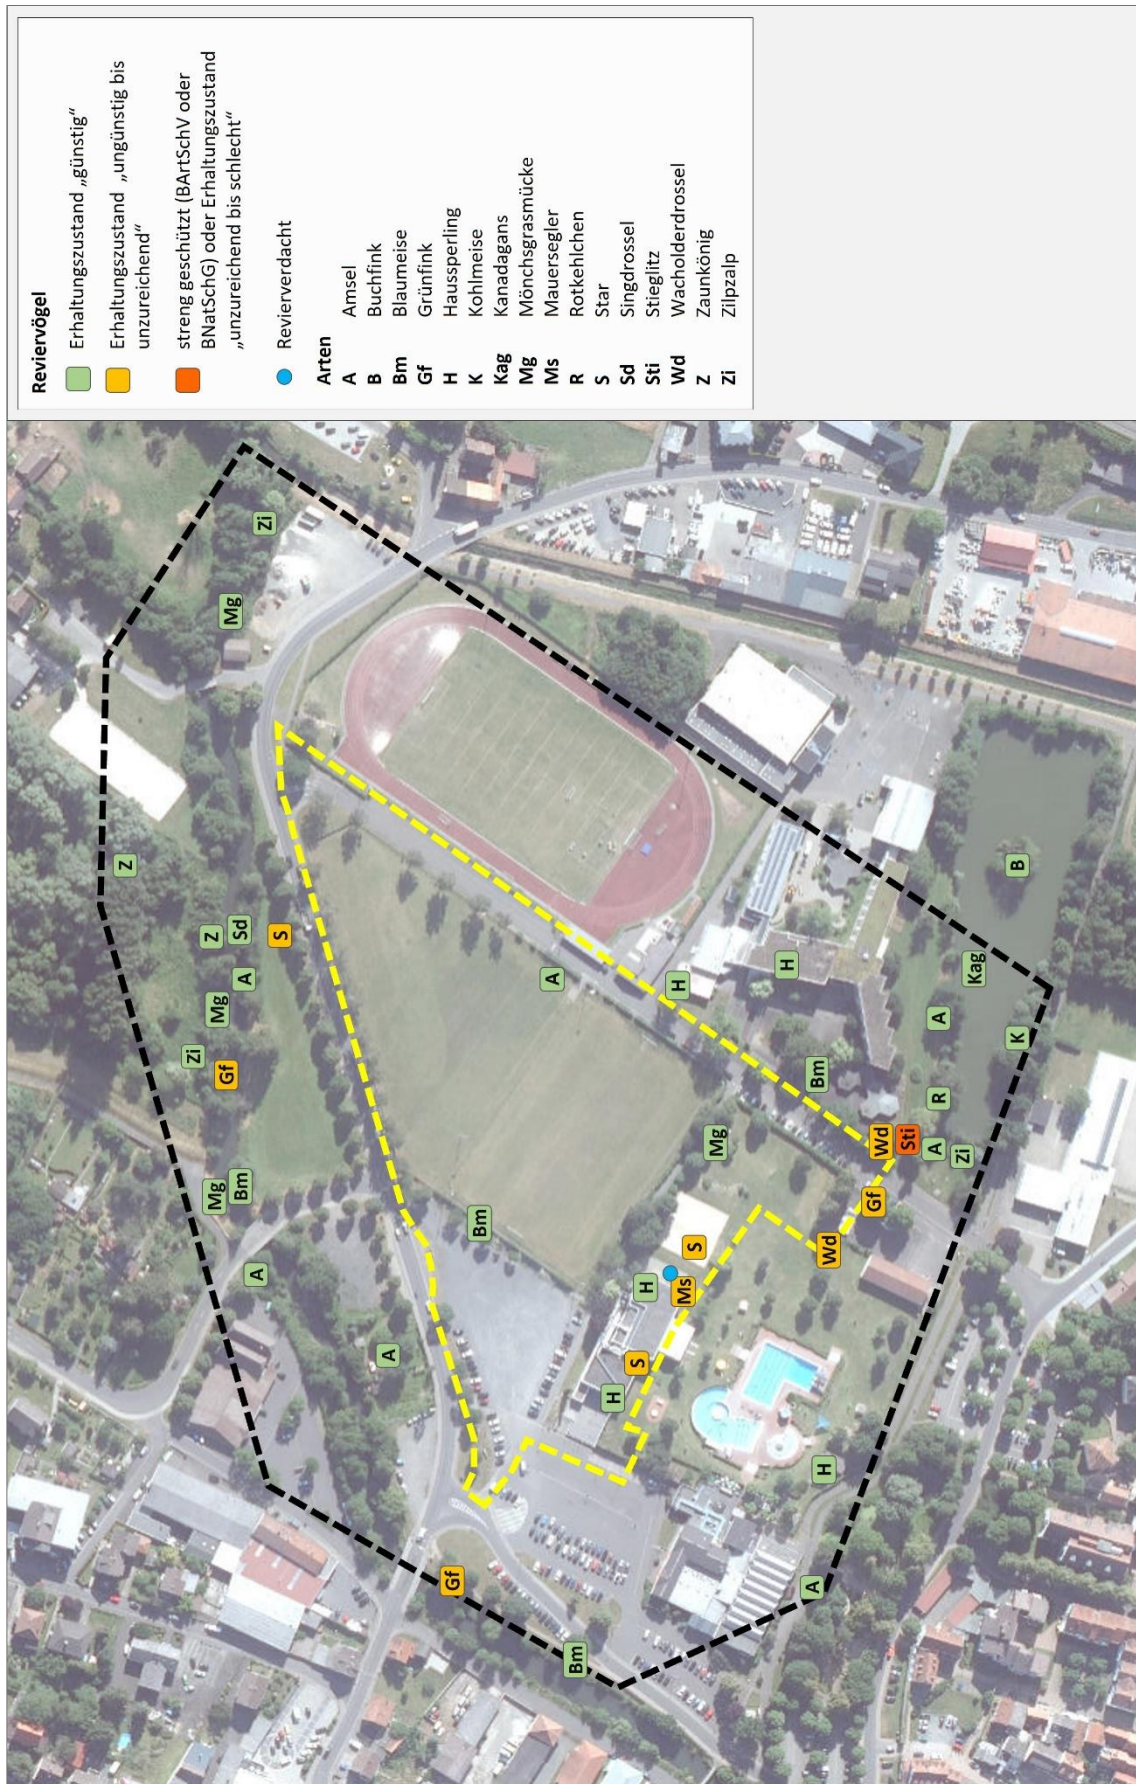 Z
Zi
Z
Mg
Mg
Gf
Mg
Sd
Bm
A
A
Zi
S
A
Gf
Bm
A
Bm
H
S
H
H
Ms
S
Mg
H
A
Bm
H
Wd
Gf
Wd
Sti
A
R
A
Zi
Kag
K
B
Reviervögel
Erhaltungszustand „günstig“
Erhaltungszustand „ungünstig bis
unzureichend“
streng geschützt (BArtSchV oder
BNatSchG) oder Erhaltungszustand
„unzureichend bis schlecht“
Revierverdacht
Arten
A Amsel
B Buchfink
Bm Blaumeise
Gf Grünfink
H Haussperling
K Kohlmeise
Kag Kanadagans
Mg Mönchsgrasmücke
Ms Mauersegler
R Rotkehlchen
S Star
Sd Singdrossel
Sti Stieglitz
Wd Wacholderdrossel
Z Zaunkönig
Zi Zilpzalp